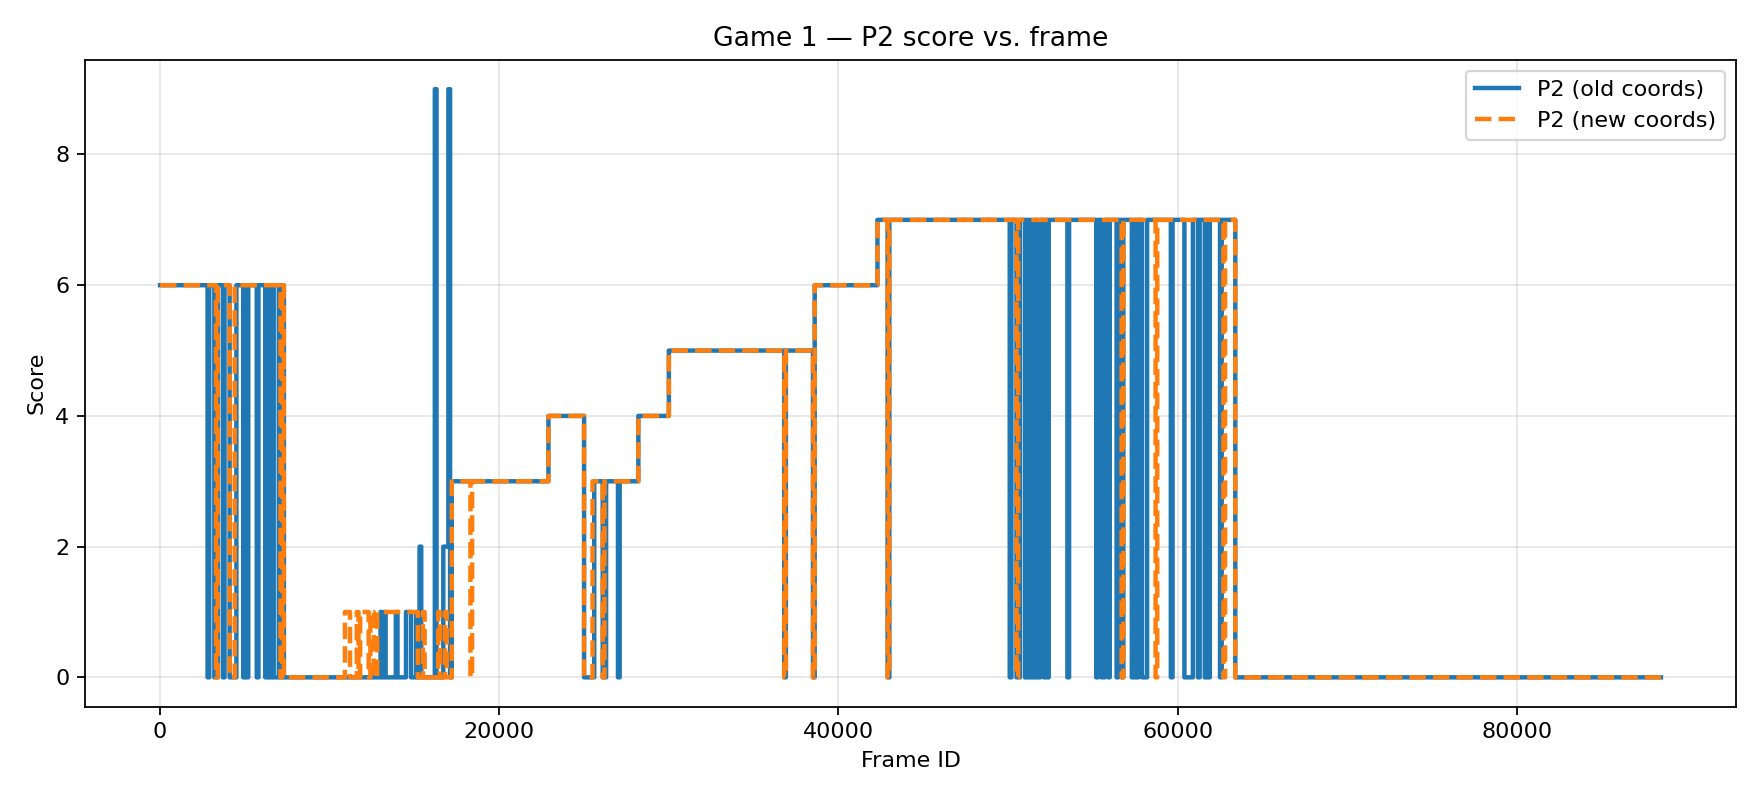 Game 1 — P2 score vs. frame
P2 (old coords)
P2 (new coords)
8
6
4
2
0
Score
0 20000 40000 60000 80000
Frame ID